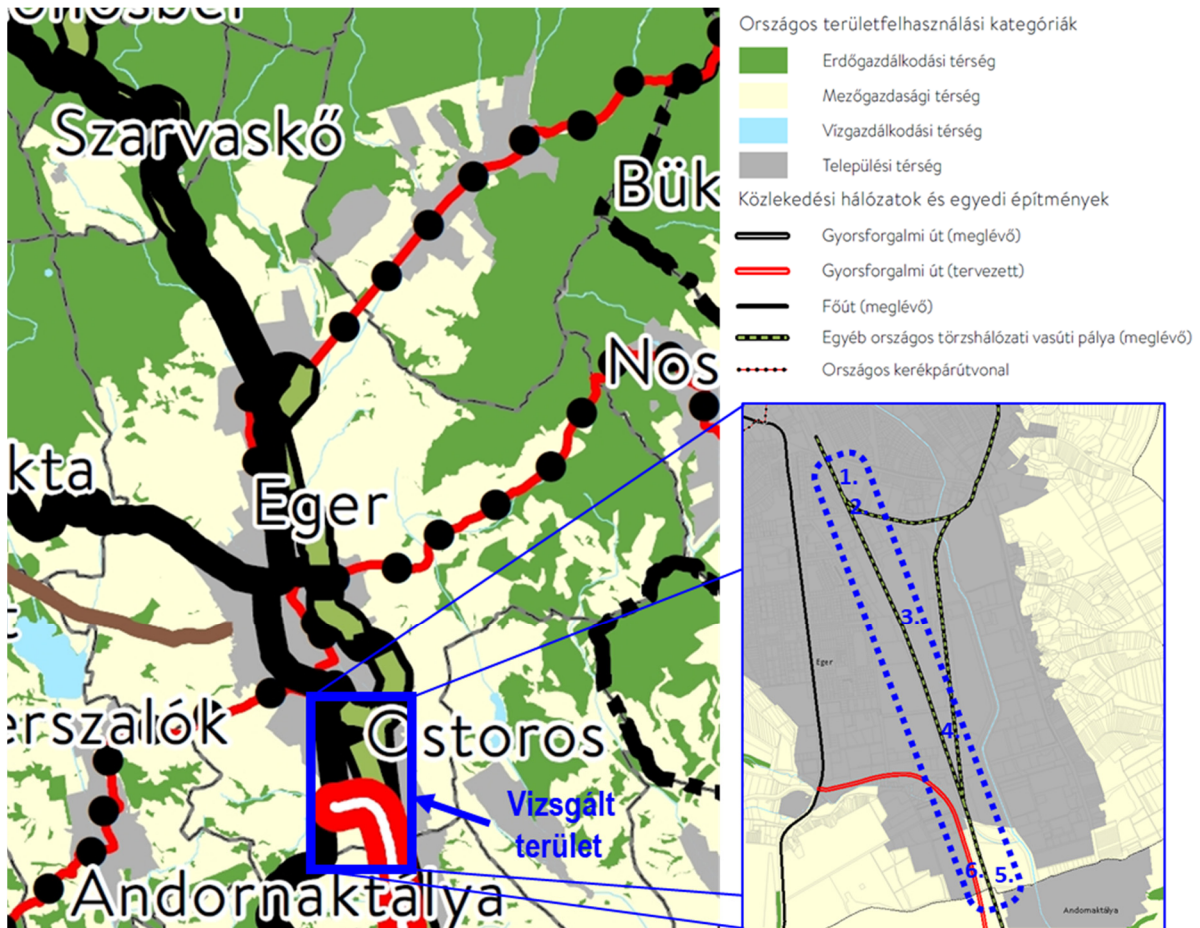 Szarvaskő
Bük
Nos
kta
Eger
t
erszalók
Ostoros
Vizsgált
terület
Andornaktálya
Országos területfelhasználási kategóriák
Erdőgazdálkodási térség
Mezőgazdasági térség
Vízgazdálkodási térség
Települési térség
Közlekedési hálózatok és egyedi építmények
Gyorsforgalmi út (meglévő)
Gyorsforgalmi út (tervezett)
Főút (meglévő)
Egyéb országos törzshálózati vasúti pálya (meglévő)
Országos kerékpárútvonal
1.
2.
3.
Eger
4.
6.
5.
Andornaktálya